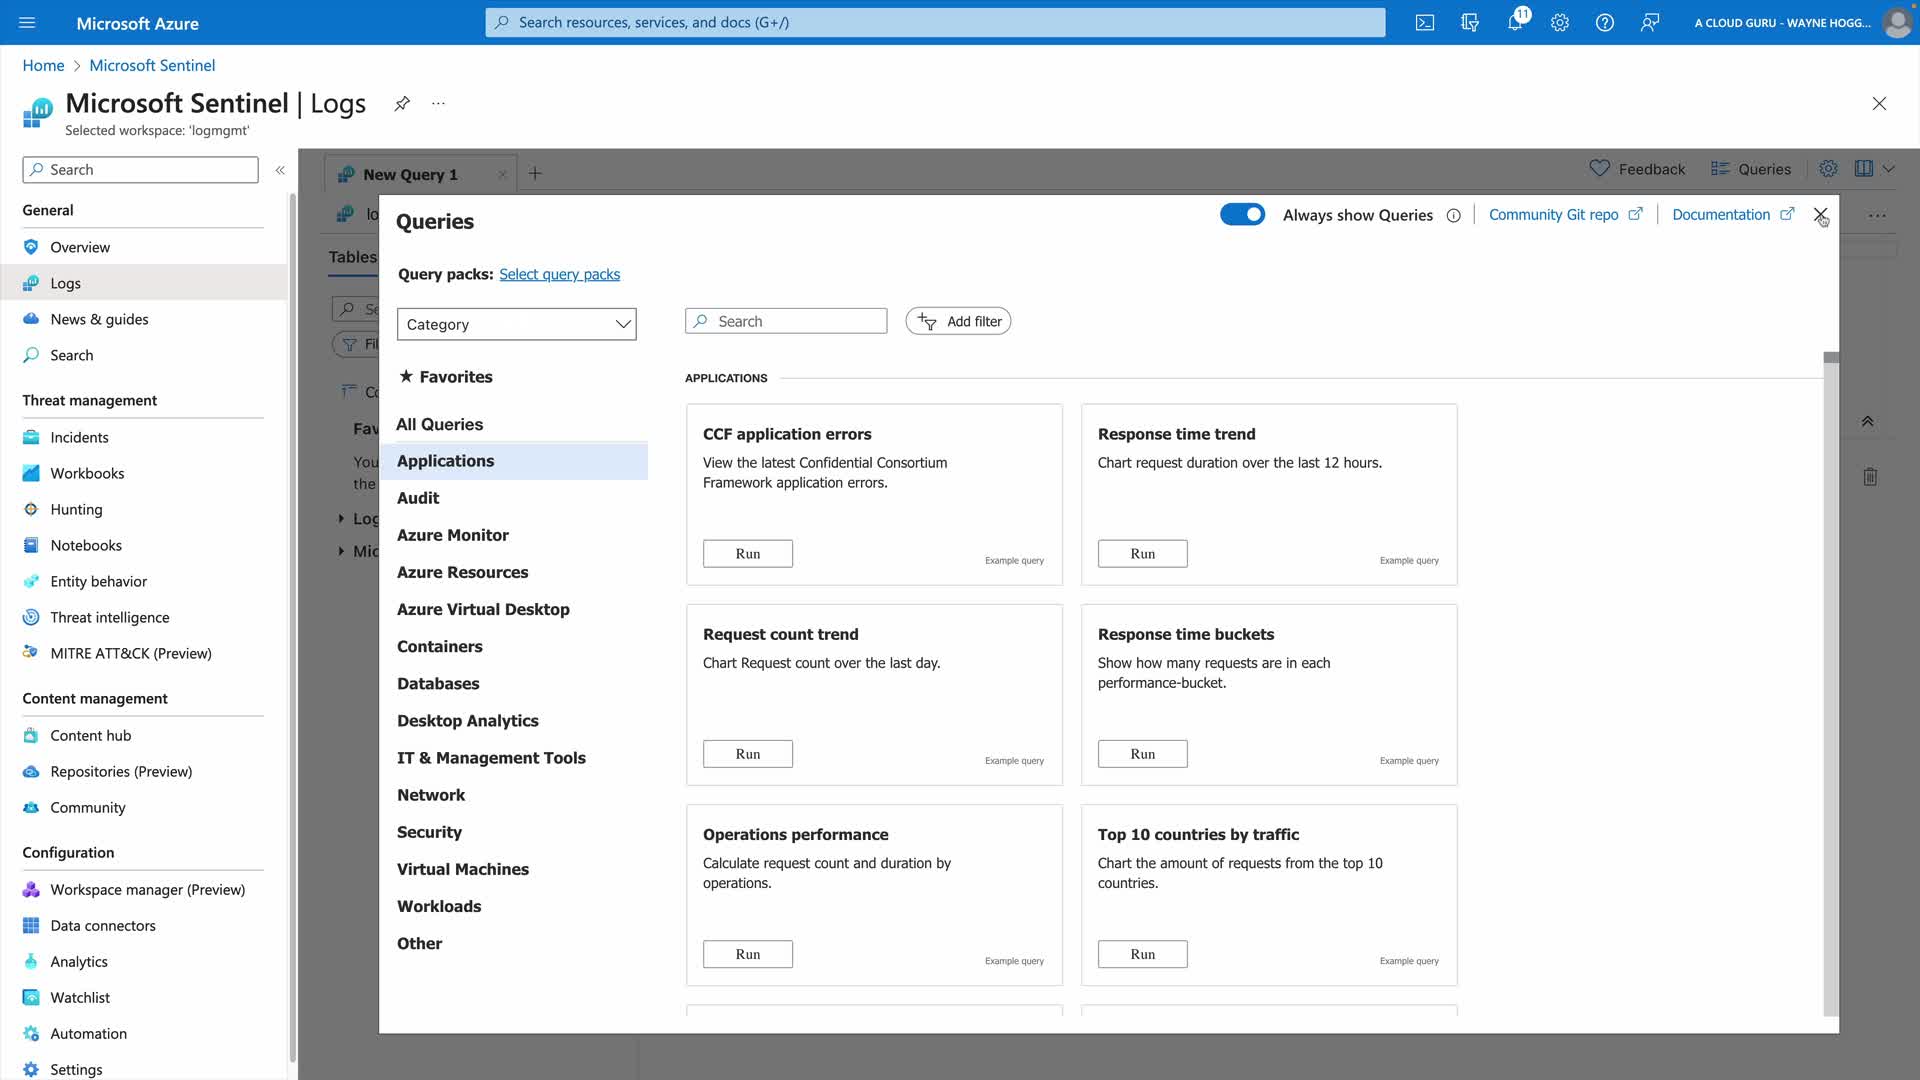 Microsoft Azure
Search resources, services, and docs (G+/)
11
A CLOUD GURU - WAYNE HOGG...
Home > Microsoft Sentinel
Microsoft Sentinel | Logs
...
Selected workspace: 'logmgmt'
Search
«
General
Overview
Logs
News & guides
Search
Threat management
Incidents
Workbooks
Hunting
Notebooks
Entity behavior
Threat intelligence
MITRE ATT&CK (Preview)
Content management
Content hub
Repositories (Preview)
Community
Configuration
Workspace manager (Preview)
Data connectors
Analytics
Watchlist
Automation
Settings
New Query 1
Feedback
Queries
lo
Tables
Se
Fil
Co
Fav
You
the
Log
Mic
Queries
Always show Queries
Community Git repo
Documentation
Query packs: Select query packs
Category
Search
Add filter
★ Favorites
All Queries
Applications
Audit
Azure Monitor
Azure Resources
Azure Virtual Desktop
Containers
Databases
Desktop Analytics
IT & Management Tools
Network
Security
Virtual Machines
Workloads
Other
APPLICATIONS
CCF application errors
View the latest Confidential Consortium
Framework application errors.
Run
Example query
Response time trend
Chart request duration over the last 12 hours.
Run
Example query
Request count trend
Chart Request count over the last day.
Run
Example query
Response time buckets
Show how many requests are in each
performance-bucket.
Run
Example query
Operations performance
Calculate request count and duration by
operations.
Run
Example query
Top 10 countries by traffic
Chart the amount of requests from the top 10
countries.
Run
Example query